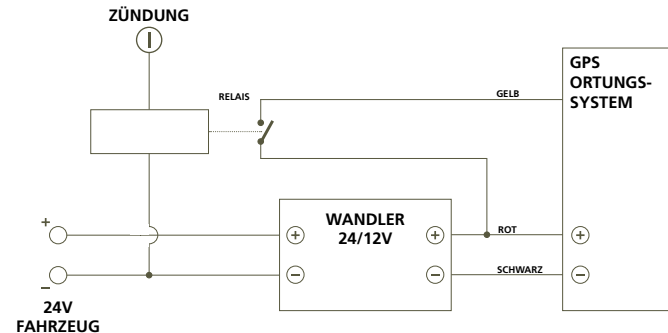 ZÜNDUNG
GPS
ORTUNGS-
SYSTEM
RELAIS
GELB
WANDLER
24/12V
ROT
SCHWARZ
+
+
+
+
−
−
−
−
24V
FAHRZEUG